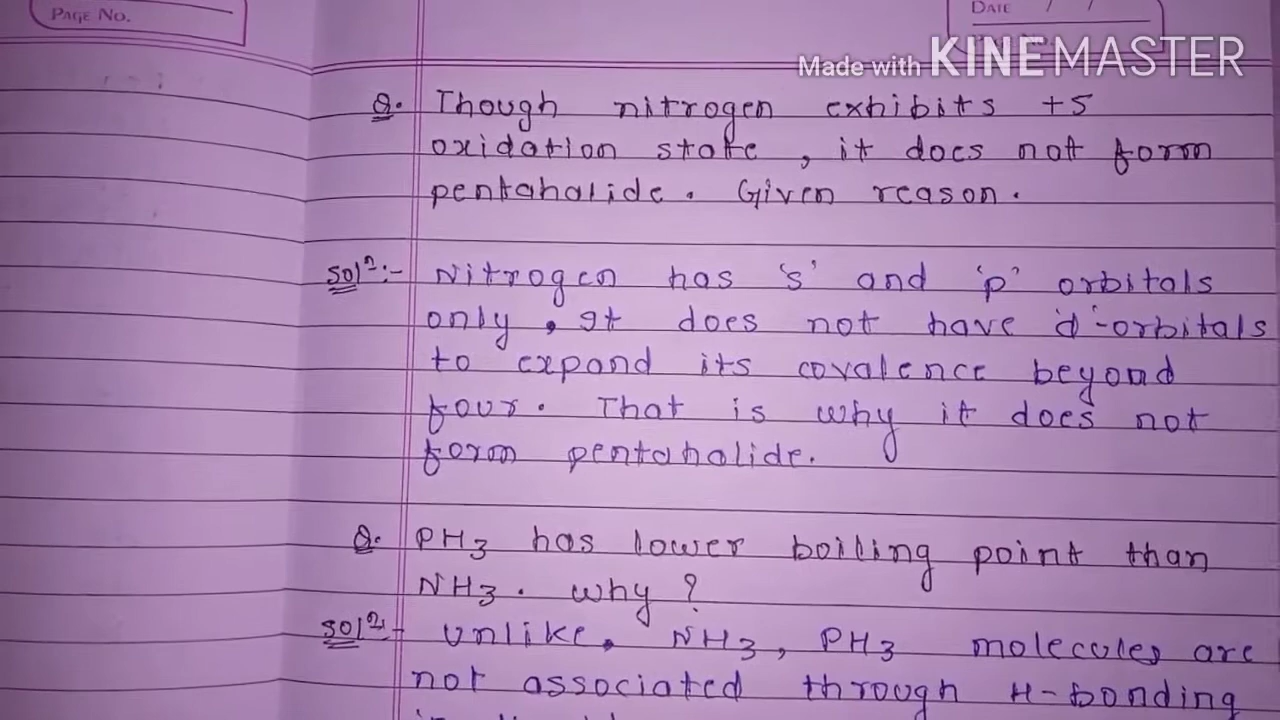 PAGE NO.
DATE / /
Made with KINEMASTER
Q. Though nitrogen exhibits +5
oxidation state, it does not form
pentahalide. Given reason.
Solⁿ:- Nitrogen has 's' and 'p' orbitals
only. It does not have d-orbitals
to expand its covalence beyond
four. That is why it does not
form pentahalide.
Q. PH3 has lower boiling point than
NH3. Why?
Solⁿ:- Unlike, NH3, PH3 molecules are
not associated through H-bonding